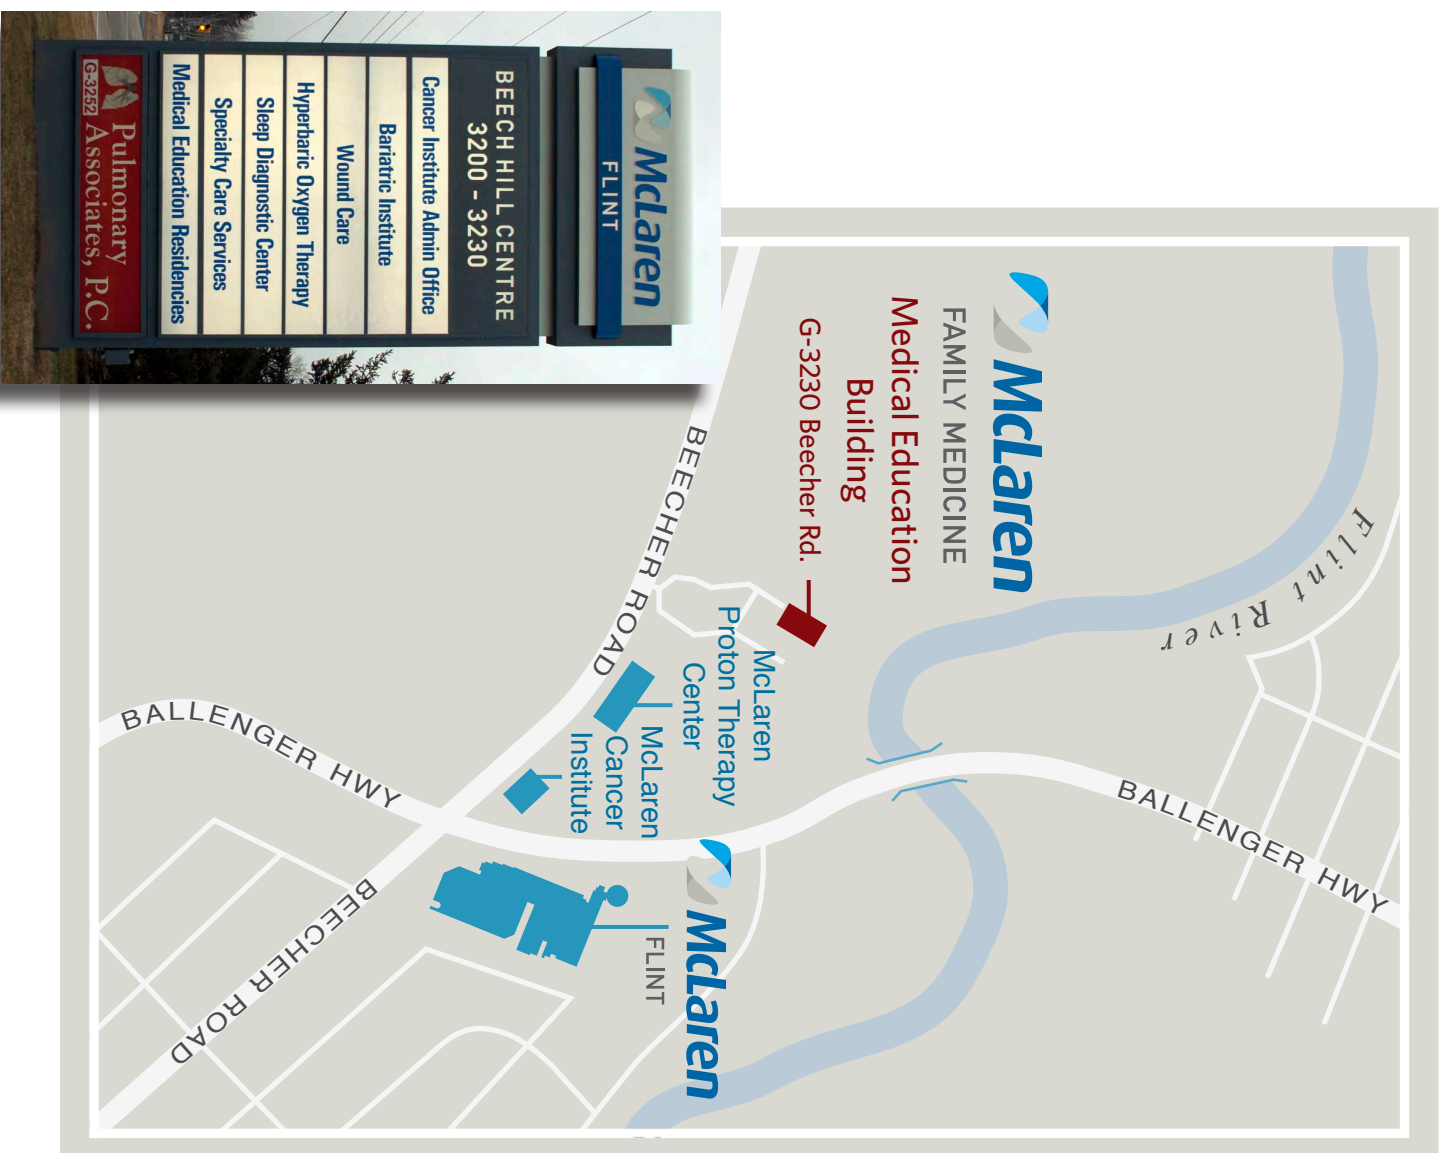 McLaren
FLINT
BEECH HILL CENTRE
3200 - 3230
Cancer Institute Admin Office
Bariatric Institute
Wound Care
Hyperbaric Oxygen Therapy
Sleep Diagnostic Center
Specialty Care Services
Medical Education Residencies
Pulmonary
Associates, P.C.
G-3252
McLaren
FAMILY MEDICINE
Medical Education
Building
G-3230 Beecher Rd.
Flint River
BEECHER ROAD
McLaren
Proton Therapy
Center
McLaren
Cancer
Institute
BALLENGER HWY
BALLENGER HWY
McLaren
FLINT
BEECHER ROAD